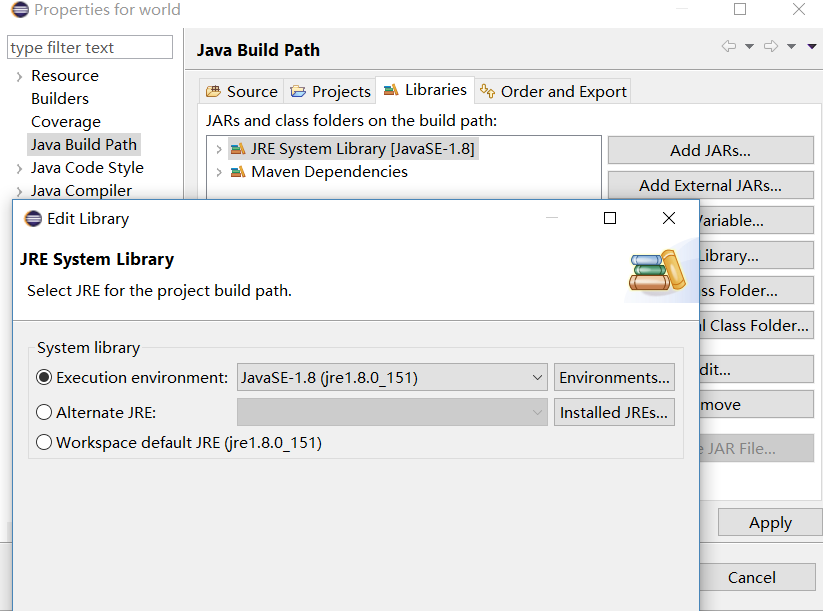 Properties for world
type filter text
Resource
Builders
Coverage
Java Build Path
Java Code Style
Java Compiler
Java Build Path
Source
Projects
Libraries
Order and Export
JARs and class folders on the build path:
JRE System Library [JavaSE-1.8]
Maven Dependencies
Add JARs...
Add External JARs...
Variable...
Library...
ss Folder...
l Class Folder...
dit...
move
JAR File...
Apply
Cancel
Edit Library
JRE System Library
Select JRE for the project build path.
System library
Execution environment:
JavaSE-1.8 (jre1.8.0_151)
Environments...
Alternate JRE:
Installed JREs...
Workspace default JRE (jre1.8.0_151)